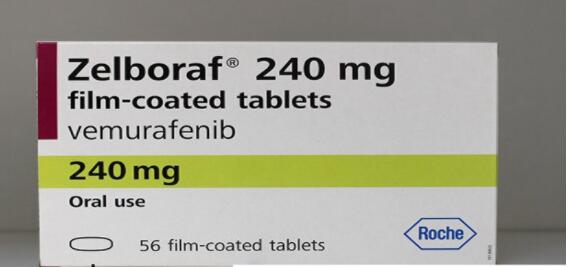 Zelboraf® 240 mg
film-coated tablets
vemurafenib
240 mg
Oral use
56 film-coated tablets
Roche